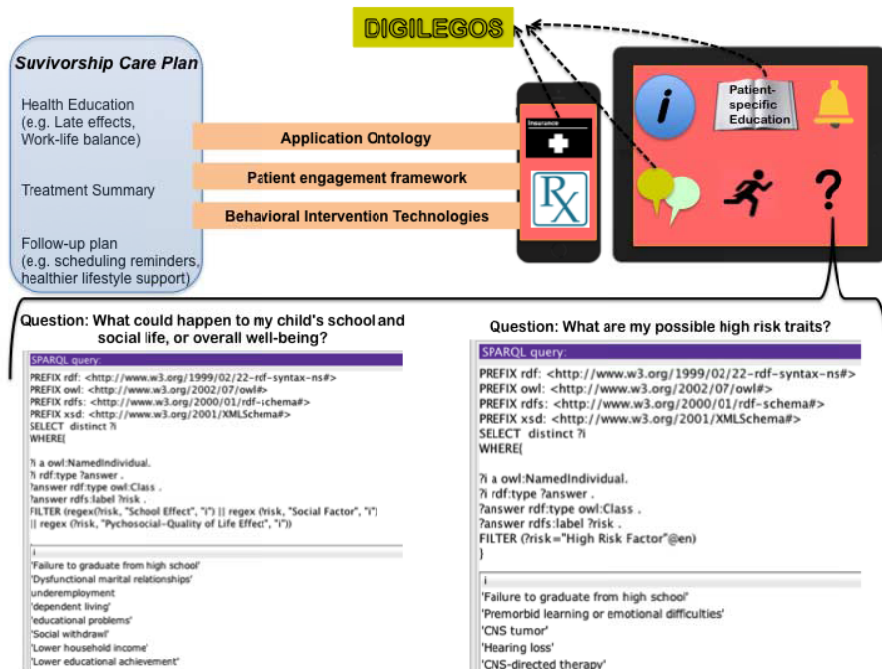 DIGILEGOS
Suvivorship Care Plan
Health Education
(e.g. Late effects,
Work-life balance)
Treatment Summary
Follow-up plan
(e.g. scheduling reminders,
healthier lifestyle support)
Application Ontology
Patient engagement framework
Behavioral Intervention Technologies
Insurance
RX
i
Patient-
specific
Education
?
Question: What could happen to my child's school and
social life, or overall well-being?
SPARQL query:
PREFIX rdf: <http://www.w3.org/1999/02/22-rdf-syntax-ns#>
PREFIX owl: <http://www.w3.org/2002/07/owl#>
PREFIX rdfs: <http://www.w3.org/2000/01/rdf-schema#>
PREFIX xsd: <http://www.w3.org/2001/XMLSchema#>
SELECT distinct ?i
WHERE{
?i a owl:NamedIndividual.
?i rdf:type ?answer .
?answer rdf:type owl:Class .
?answer rdfs:label ?risk .
FILTER (regex(?risk, "School Effect", "i") || regex (?risk, "Social Factor", "i")
|| regex (?risk, "Pychosocial-Quality of Life Effect", "i"))
i
'Failure to graduate from high school'
'Dysfunctional marital relationships'
underemployment
'dependent living'
'educational problems'
'Social withdrawl'
'Lower household income'
'Lower educational achievement'
Question: What are my possible high risk traits?
SPARQL query:
PREFIX rdf: <http://www.w3.org/1999/02/22-rdf-syntax-ns#>
PREFIX owl: <http://www.w3.org/2002/07/owl#>
PREFIX rdfs: <http://www.w3.org/2000/01/rdf-schema#>
PREFIX xsd: <http://www.w3.org/2001/XMLSchema#>
SELECT distinct ?i
WHERE{
?i a owl:NamedIndividual.
?i rdf:type ?answer .
?answer rdf:type owl:Class .
?answer rdfs:label ?risk .
FILTER (?risk="High Risk Factor"@en)
}
i
'Failure to graduate from high school'
'Premorbid learning or emotional difficulties'
'CNS tumor'
'Hearing loss'
'CNS-directed therapy'